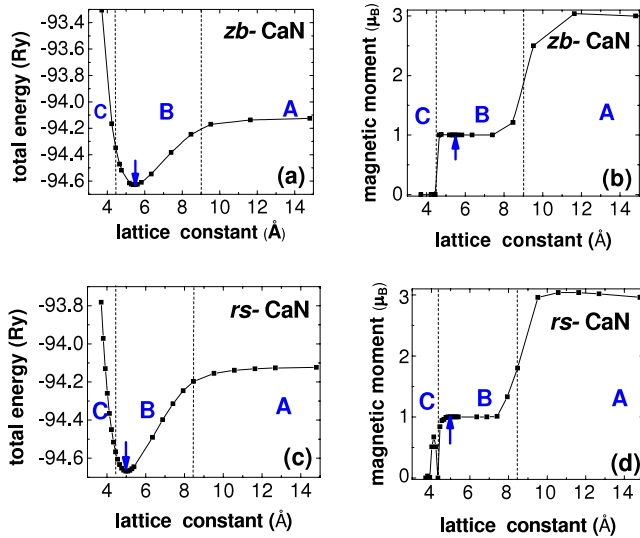 zb- CaN
C
B
A
(a)
total energy (Ry)
-93.4
-93.6
-93.8
-94.0
-94.2
-94.4
-94.6
4 6 8 10 12 14
lattice constant (Å)
zb- CaN
C
B
A
(b)
magnetic moment (μB)
3
2
1
0
4 6 8 10 12 14
lattice constant (Å)
rs- CaN
C
B
A
(c)
total energy (Ry)
-93.8
-94.0
-94.2
-94.4
-94.6
4 6 8 10 12 14
lattice constant (Å)
rs- CaN
C
B
A
(d)
magnetic moment (μB)
3
2
1
0
4 6 8 10 12 14
lattice constant (Å)